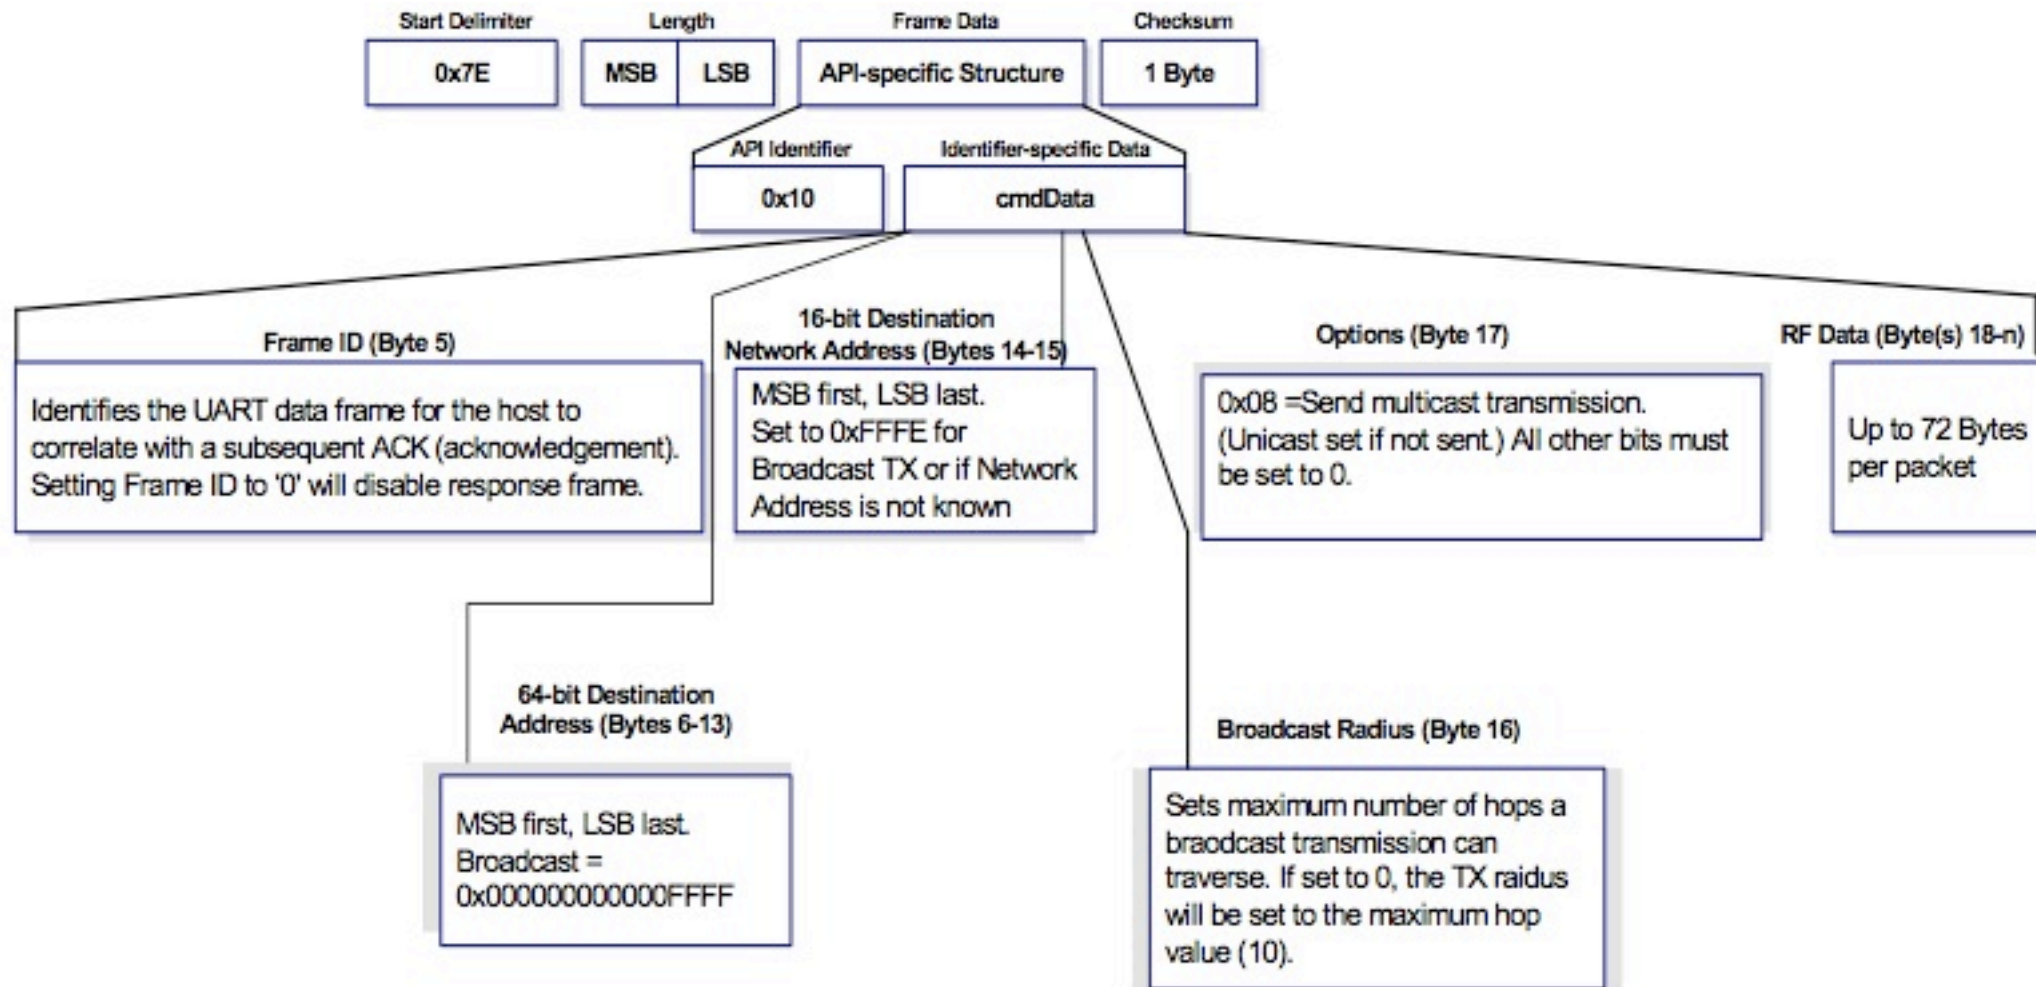 Start Delimiter
Length
Frame Data
Checksum
0x7E
MSB
LSB
API-specific Structure
1 Byte
API Identifier
Identifier-specific Data
0x10
cmdData
Frame ID (Byte 5)
Identifies the UART data frame for the host to
correlate with a subsequent ACK (acknowledgement).
Setting Frame ID to '0' will disable response frame.
16-bit Destination
Network Address (Bytes 14-15)
MSB first, LSB last.
Set to 0xFFFE for
Broadcast TX or if Network
Address is not known
Options (Byte 17)
0x08 =Send multicast transmission.
(Unicast set if not sent.) All other bits must
be set to 0.
RF Data (Byte(s) 18-n)
Up to 72 Bytes
per packet
64-bit Destination
Address (Bytes 6-13)
MSB first, LSB last.
Broadcast =
0x000000000000FFFF
Broadcast Radius (Byte 16)
Sets maximum number of hops a
braodcast transmission can
traverse. If set to 0, the TX raidus
will be set to the maximum hop
value (10).